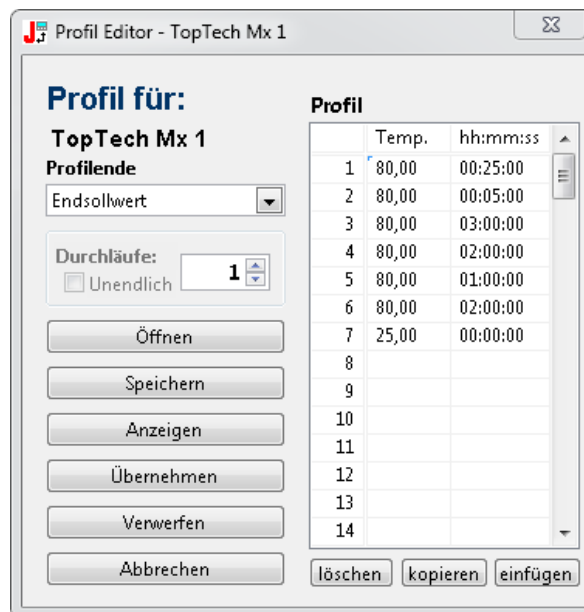 Profil Editor - TopTech Mx 1
Profil für:
TopTech Mx 1
Profilende
Endsollwert
Durchläufe:
Unendlich
1
Öffnen
Speichern
Anzeigen
Übernehmen
Verwerfen
Abbrechen
Profil
Temp. hh:mm:ss
1 80,00 00:25:00
2 80,00 00:05:00
3 80,00 03:00:00
4 80,00 02:00:00
5 80,00 01:00:00
6 80,00 02:00:00
7 25,00 00:00:00
8
9
10
11
12
13
14
löschen kopieren einfügen